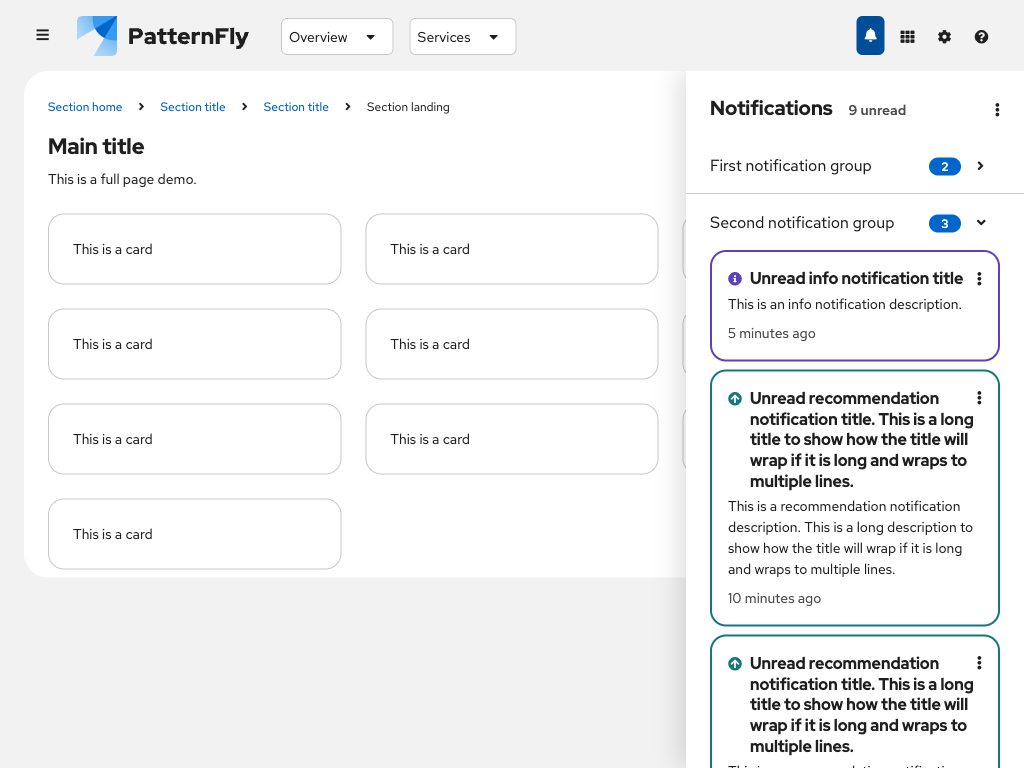 PatternFly
Overview
Services
Section home
Section title
Section title
Section landing
Main title
This is a full page demo.
This is a card
This is a card
This is a card
This is a card
This is a card
This is a card
This is a card
Notifications
9 unread
First notification group
2
Second notification group
3
Unread info notification title
This is an info notification description.
5 minutes ago
Unread recommendation
notification title. This is a long
title to show how the title will
wrap if it is long and wraps to
multiple lines.
This is a recommendation notification
description. This is a long description to
show how the title will wrap if it is long
and wraps to multiple lines.
10 minutes ago
Unread recommendation
notification title. This is a long
title to show how the title will
wrap if it is long and wraps to
multiple lines.